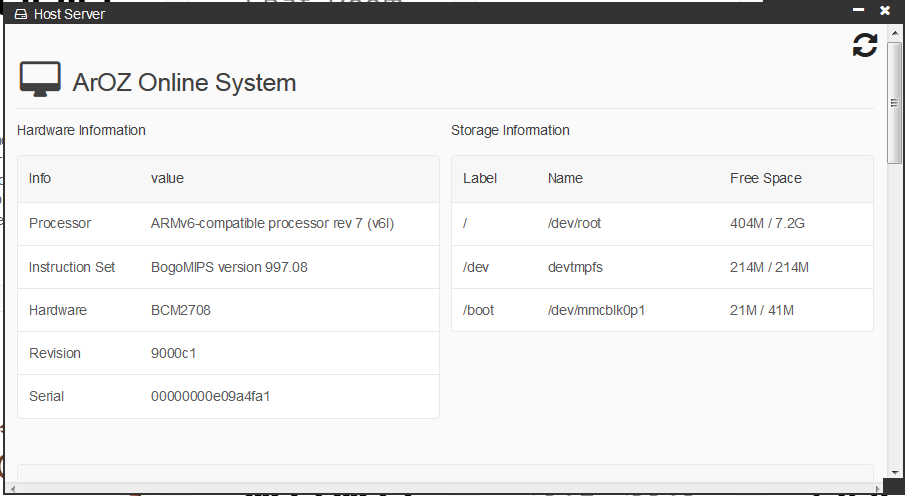 Host Server
ArOZ Online System
Hardware Information
Info value
Processor ARMv6-compatible processor rev 7 (v6l)
Instruction Set BogoMIPS version 997.08
Hardware BCM2708
Revision 9000c1
Serial 00000000e09a4fa1
Storage Information
Label Name Free Space
/ /dev/root 404M / 7.2G
/dev devtmpfs 214M / 214M
/boot /dev/mmcblk0p1 21M / 41M